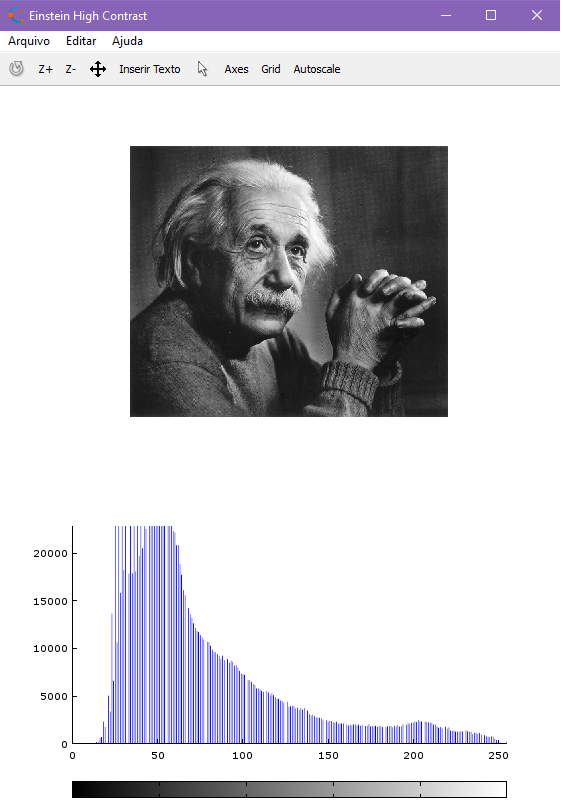 Einstein High Contrast
Arquivo Editar Ajuda
Z+ Z- Inserir Texto Axes Grid Autoscale
20000
15000
10000
5000
0
0 50 100 150 200 250